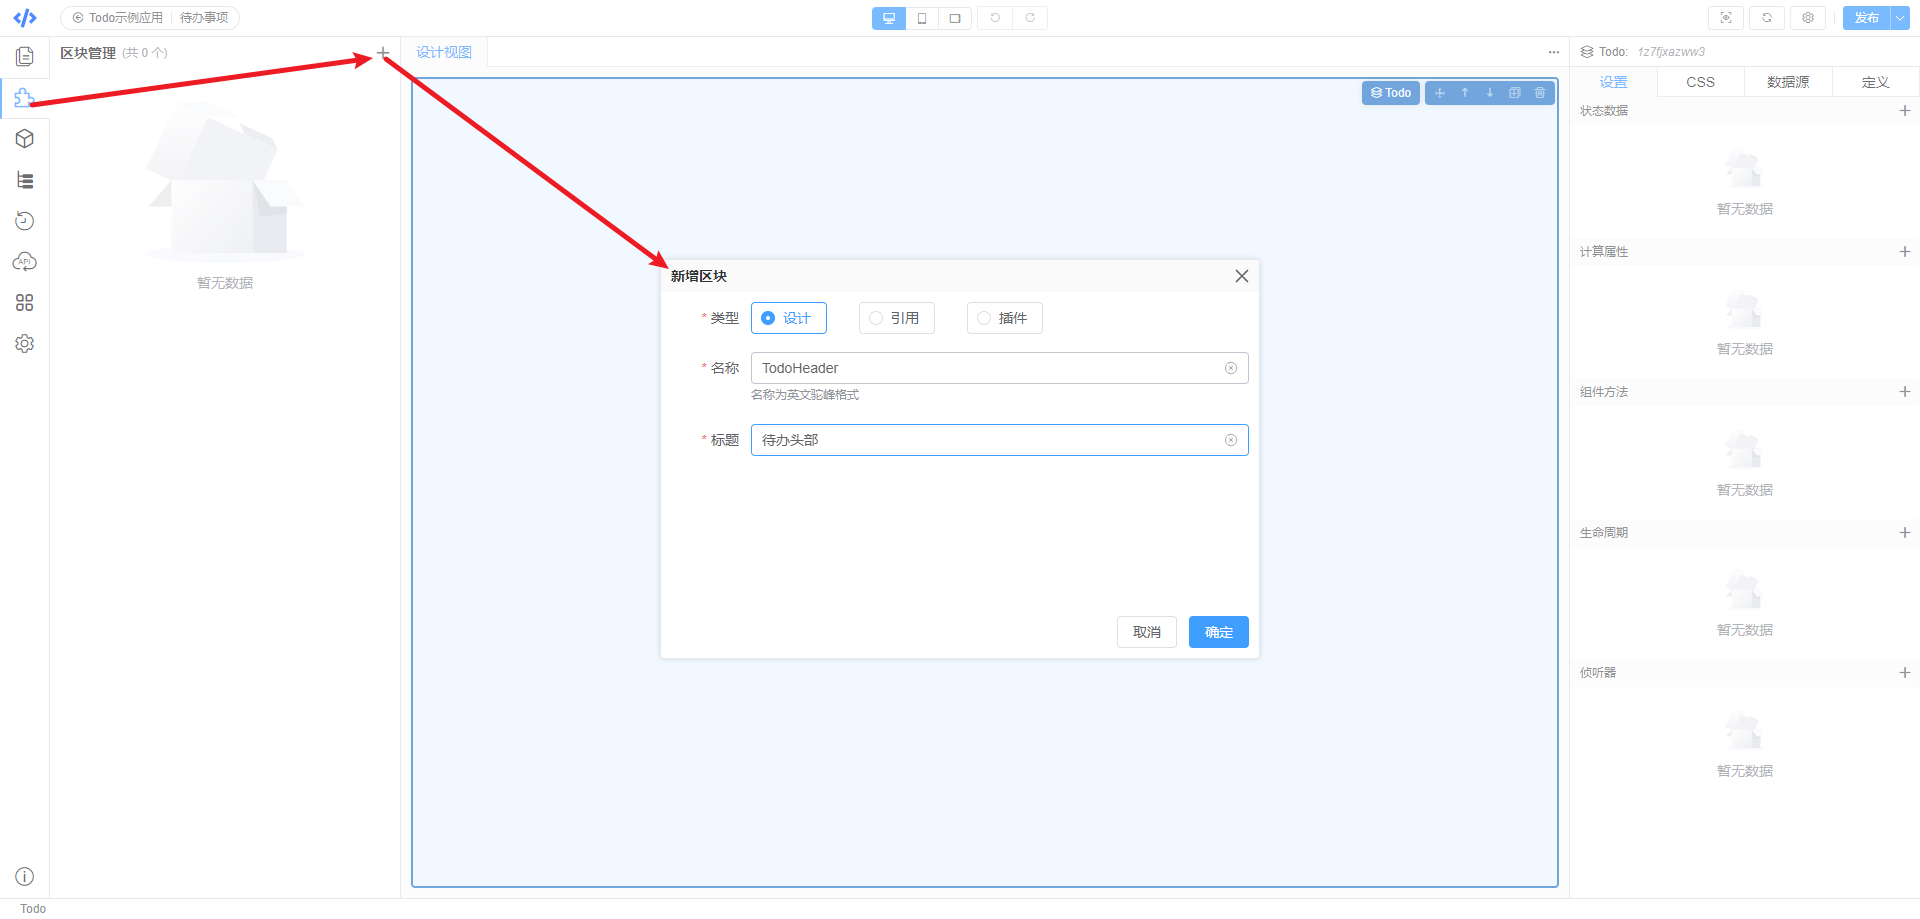 Todo示例应用 待办事项
发布
区块管理 (共 0 个)
设计视图
Todo: 1z7fjxazww3
设置 CSS 数据源 定义
Todo
状态数据
暂无数据
计算属性
暂无数据
组件方法
暂无数据
生命周期
暂无数据
侦听器
暂无数据
API
暂无数据
新增区块
* 类型 设计 引用 插件
* 名称 TodoHeader
名称为英文驼峰格式
* 标题 待办头部
取消 确定
Todo